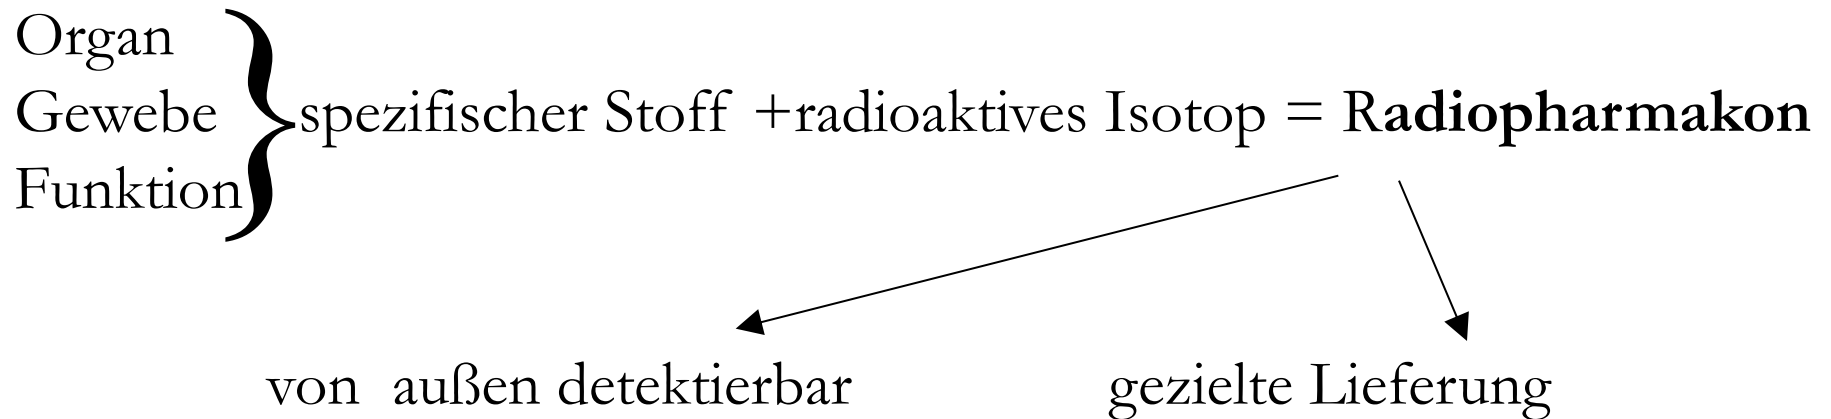 Organ
Gewebe
Funktion
spezifischer Stoff +radioaktives Isotop = Radiopharmakon
von außen detektierbar
gezielte Lieferung